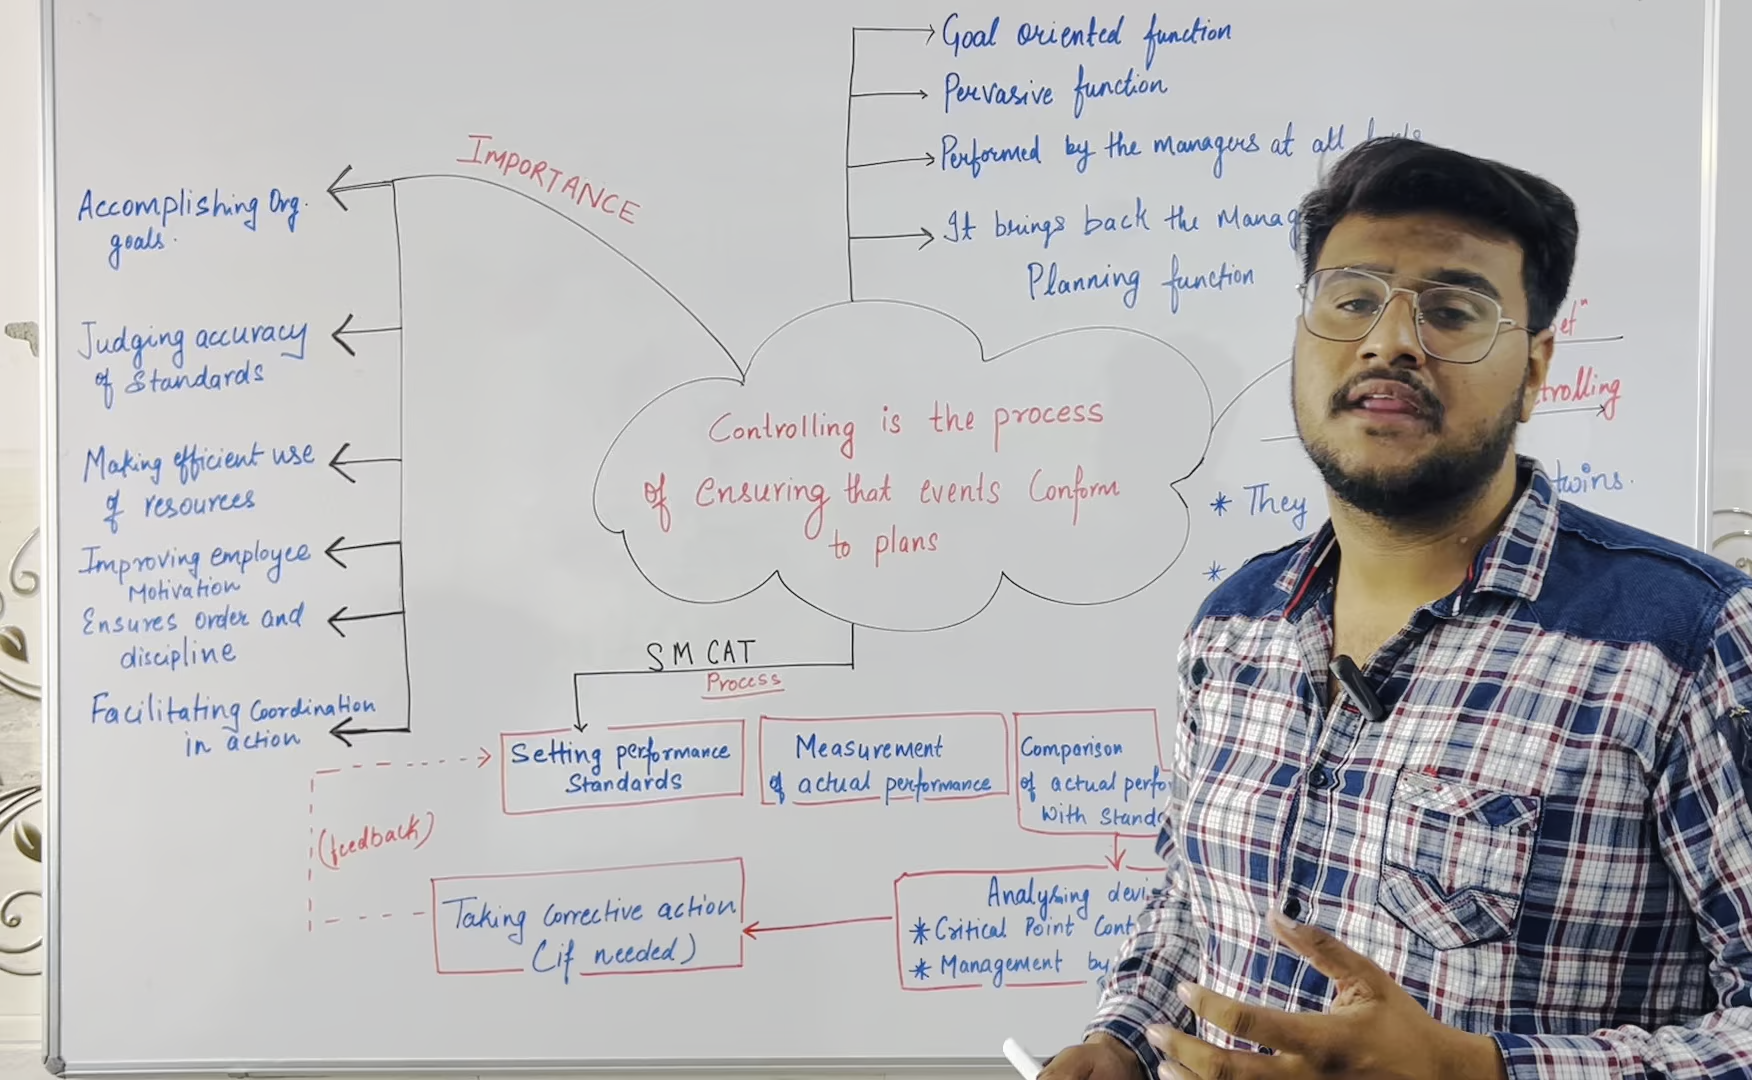 Goal oriented function
Pervasive function
Performed by the managers at all
It brings back the Manag
Planning function
IMPORTANCE
Accomplishing Org.
goals.
Judging accuracy
of Standards
Making efficient use
of resources
Improving employee
Motivation
Ensures order and
discipline
Facilitating Coordination
in action
Controlling is the process
of ensuring that events Conform
to plans
et"
trolling
* They
twins.
*
SM CAT
Process
Setting performance
Standards
Measurement
of actual performance
Comparison
of actual perfo
With Stand
Analysing devi
* Critical Point Cont
* Management by
Taking corrective action
(if needed)
(feedback)